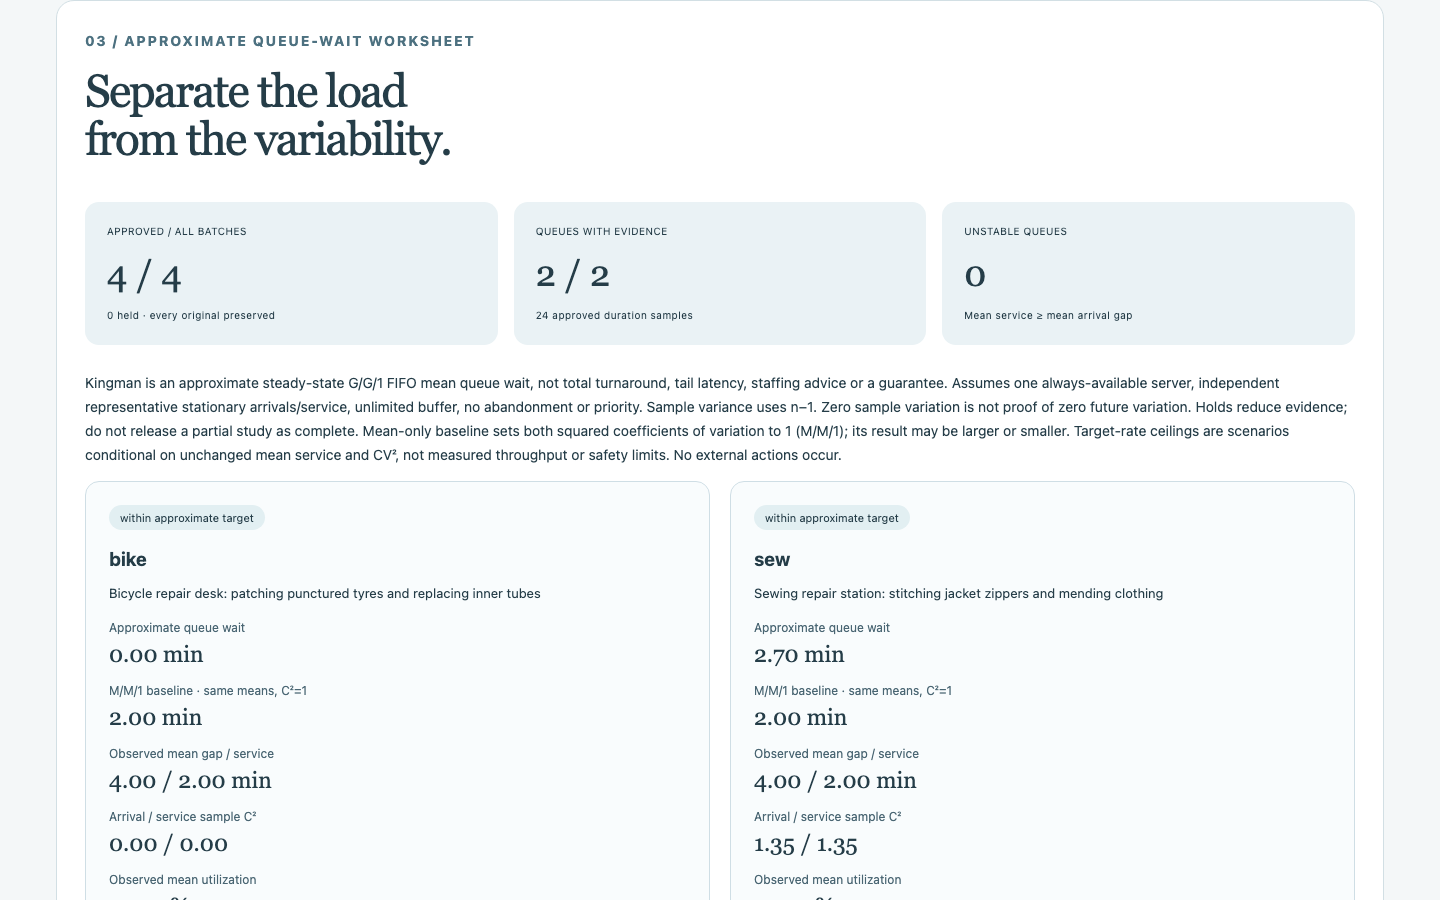 03 / APPROXIMATE QUEUE-WAIT WORKSHEET
Separate the load
from the variability.
APPROVED / ALL BATCHES
4 / 4
0 held · every original preserved
QUEUES WITH EVIDENCE
2 / 2
24 approved duration samples
UNSTABLE QUEUES
0
Mean service ≥ mean arrival gap
Kingman is an approximate steady-state G/G/1 FIFO mean queue wait, not total turnaround, tail latency, staffing advice or a guarantee. Assumes one always-available server, independent
representative stationary arrivals/service, unlimited buffer, no abandonment or priority. Sample variance uses n−1. Zero sample variation is not proof of zero future variation. Holds reduce evidence;
do not release a partial study as complete. Mean-only baseline sets both squared coefficients of variation to 1 (M/M/1); its result may be larger or smaller. Target-rate ceilings are scenarios
conditional on unchanged mean service and CV², not measured throughput or safety limits. No external actions occur.
within approximate target
bike
Bicycle repair desk: patching punctured tyres and replacing inner tubes
Approximate queue wait
0.00 min
M/M/1 baseline · same means, C²=1
2.00 min
Observed mean gap / service
4.00 / 2.00 min
Arrival / service sample C²
0.00 / 0.00
Observed mean utilization
within approximate target
sew
Sewing repair station: stitching jacket zippers and mending clothing
Approximate queue wait
2.70 min
M/M/1 baseline · same means, C²=1
2.00 min
Observed mean gap / service
4.00 / 2.00 min
Arrival / service sample C²
1.35 / 1.35
Observed mean utilization